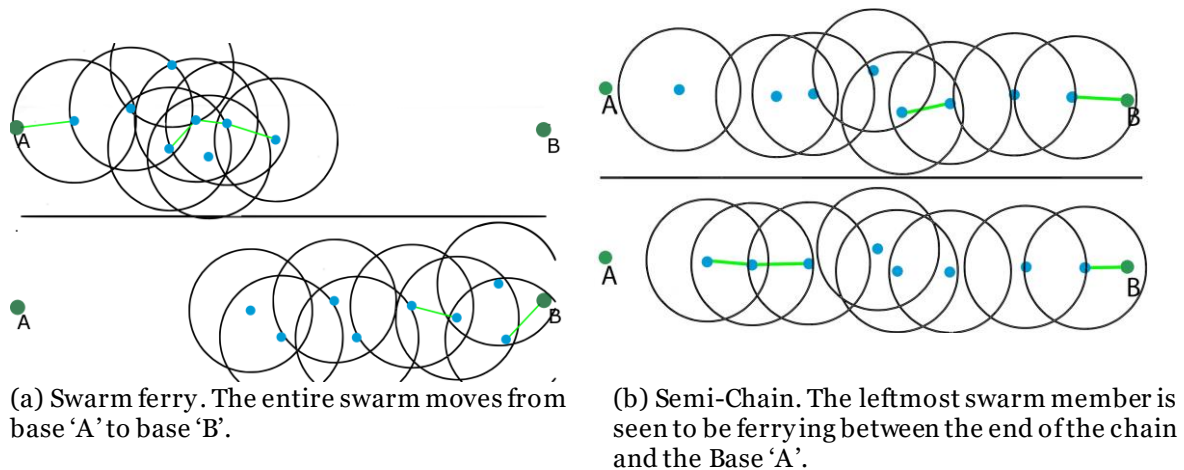 A
B
A
B
(a) Swarm ferry. The entire swarm moves from
base ‘A’ to base ‘B’.
A
B
A
B
(b) Semi-Chain. The leftmost swarm member is
seen to be ferrying between the end of the chain
and the Base ‘A’.